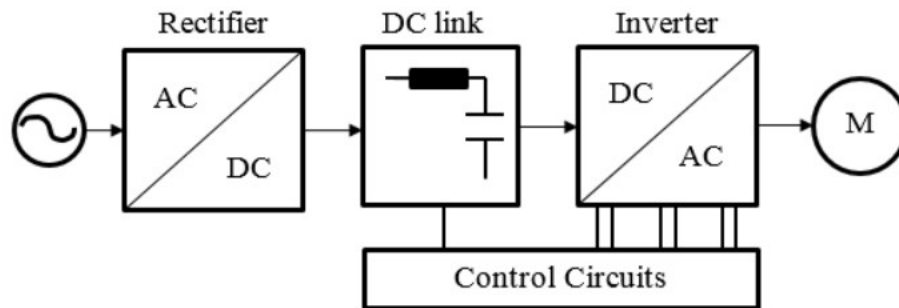 Rectifier
DC link
Inverter
AC
DC
DC
AC
M
Control Circuits